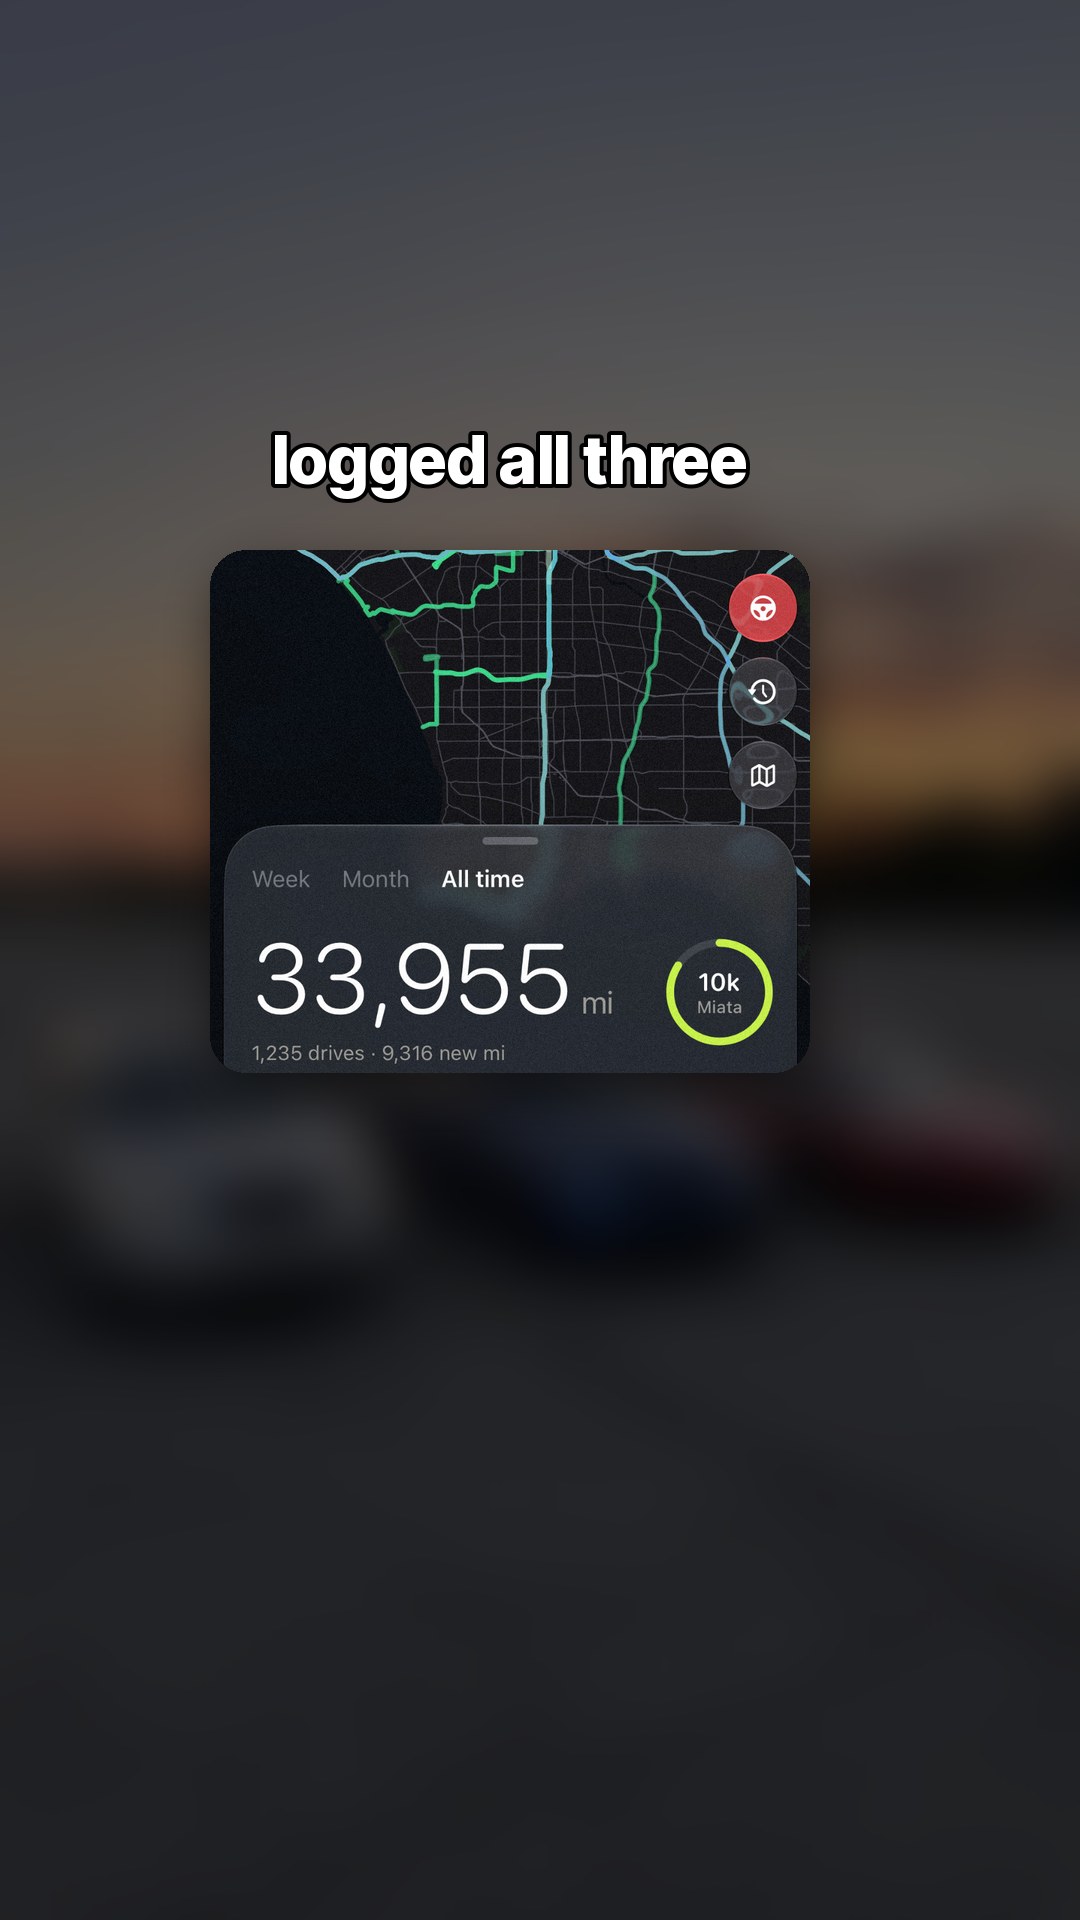 logged all three
Week Month All time
33,955 mi
10k
Miata
1,235 drives · 9,316 new mi